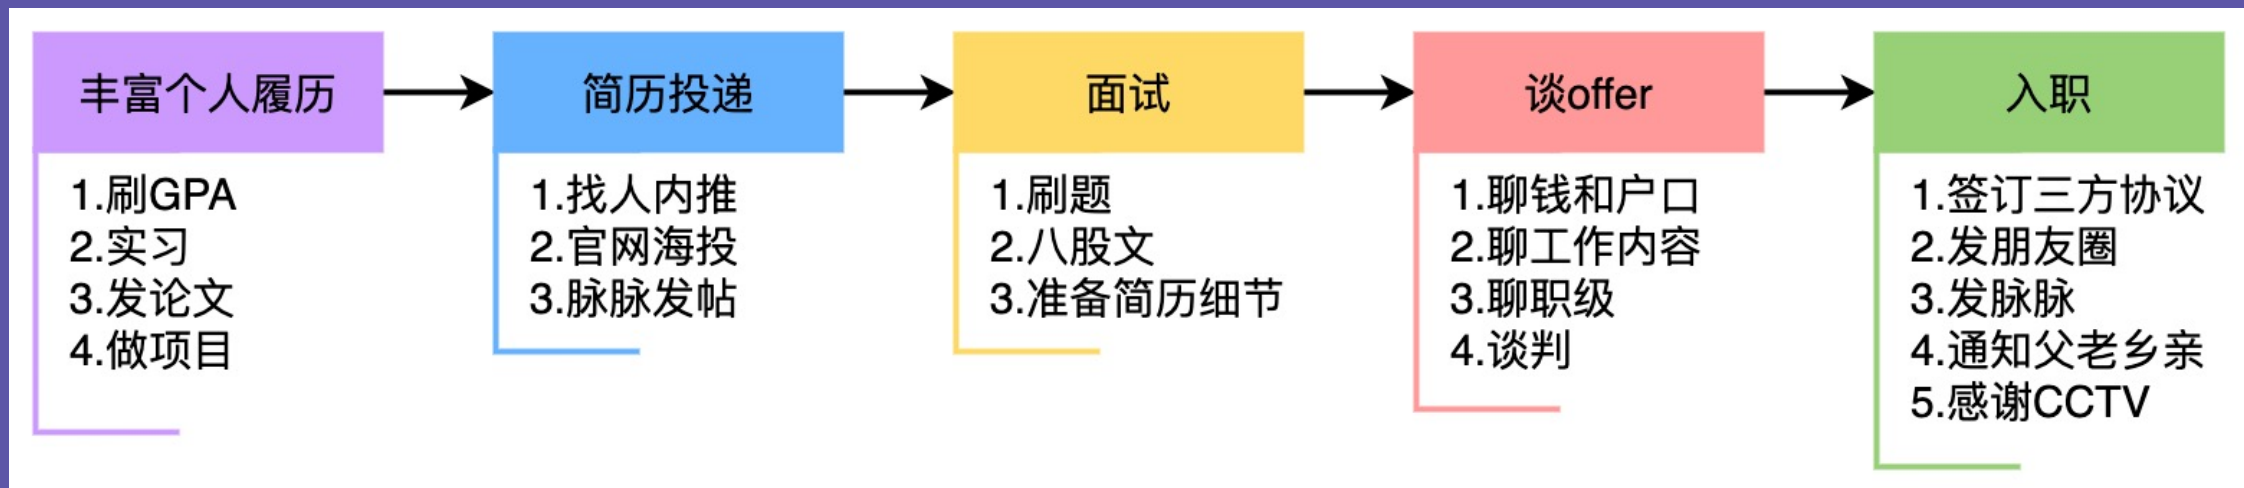 丰富个人履历
1.刷GPA
2.实习
3.发论文
4.做项目
简历投递
1.找人内推
2.官网海投
3.脉脉发帖
面试
1.刷题
2.八股文
3.准备简历细节
谈offer
1.聊钱和户口
2.聊工作内容
3.聊职级
4.谈判
入职
1.签订三方协议
2.发朋友圈
3.发脉脉
4.通知父老乡亲
5.感谢CCTV